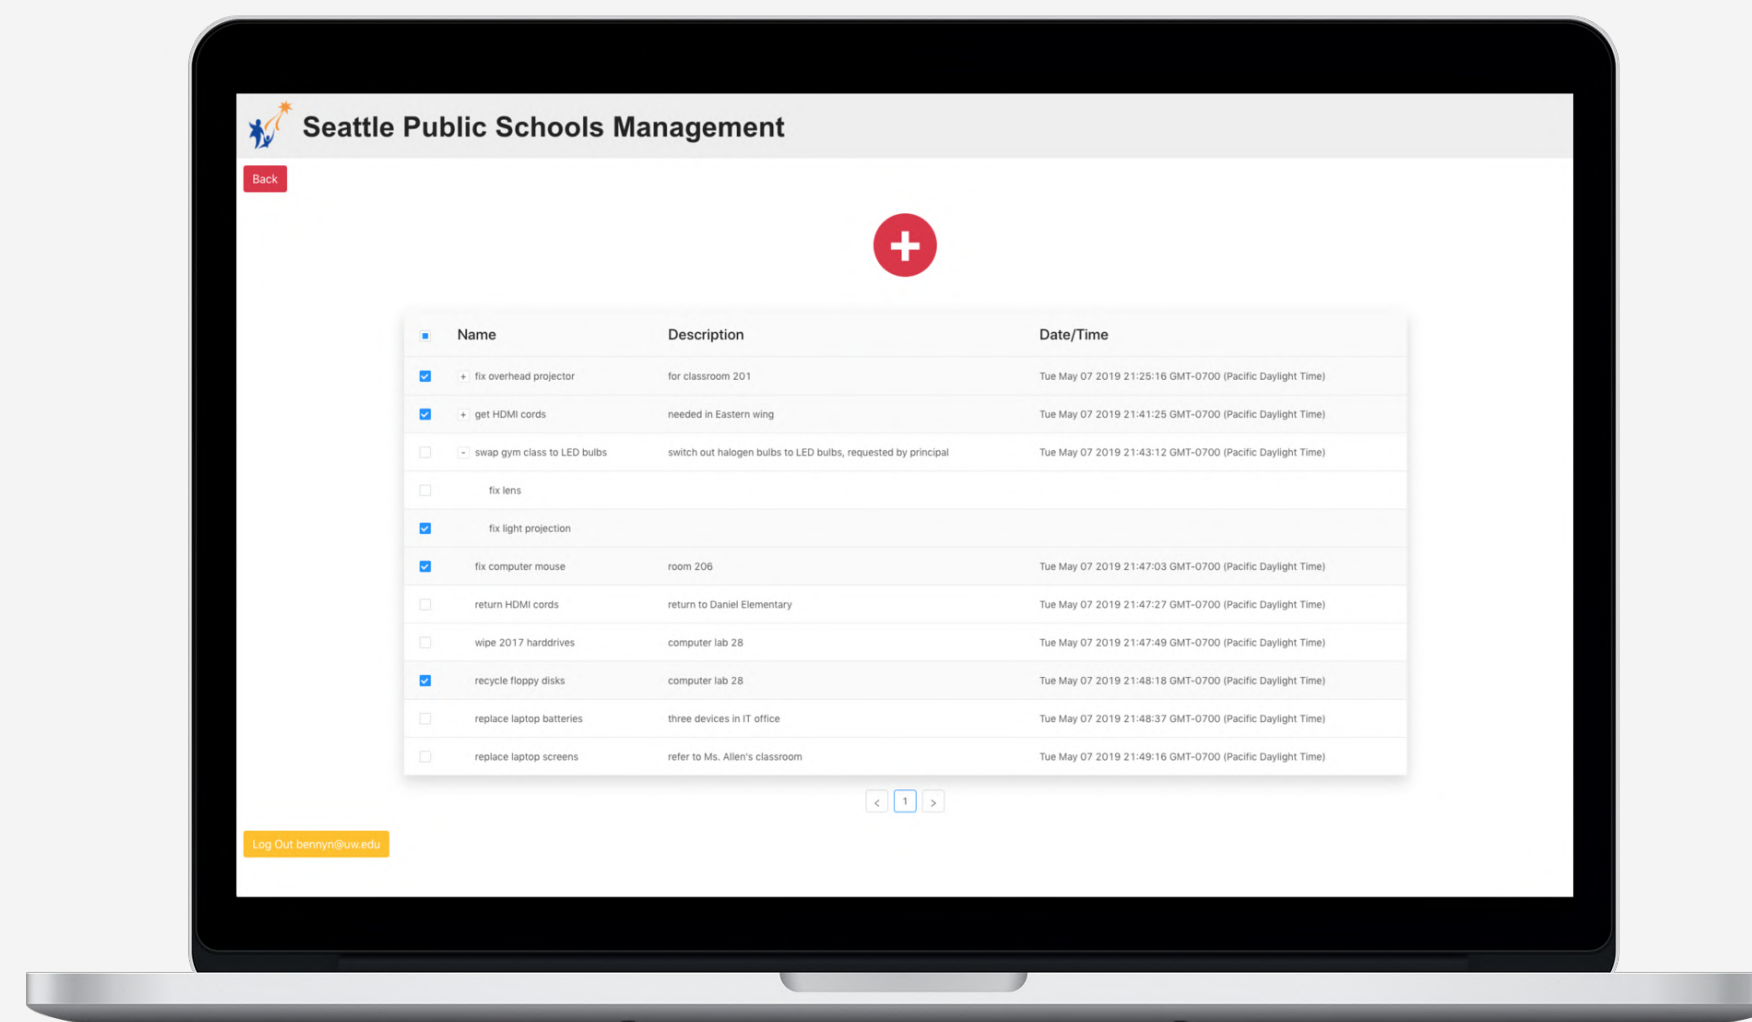 Seattle Public Schools Management
Back
Name Description Date/Time
+ fix overhead projector for classroom 201 Tue May 07 2019 21:25:16 GMT-0700 (Pacific Daylight Time)
+ get HDMI cords needed in Eastern wing Tue May 07 2019 21:41:25 GMT-0700 (Pacific Daylight Time)
- swap gym class to LED bulbs switch out halogen bulbs to LED bulbs, requested by principal Tue May 07 2019 21:43:12 GMT-0700 (Pacific Daylight Time)
fix lens
fix light projection
fix computer mouse room 206 Tue May 07 2019 21:47:03 GMT-0700 (Pacific Daylight Time)
return HDMI cords return to Daniel Elementary Tue May 07 2019 21:47:27 GMT-0700 (Pacific Daylight Time)
wipe 2017 harddrives computer lab 28 Tue May 07 2019 21:47:49 GMT-0700 (Pacific Daylight Time)
recycle floppy disks computer lab 28 Tue May 07 2019 21:48:18 GMT-0700 (Pacific Daylight Time)
replace laptop batteries three devices in IT office Tue May 07 2019 21:48:37 GMT-0700 (Pacific Daylight Time)
replace laptop screens refer to Ms. Allen's classroom Tue May 07 2019 21:49:16 GMT-0700 (Pacific Daylight Time)
< 1 >
Log Out bennyn@uw.edu